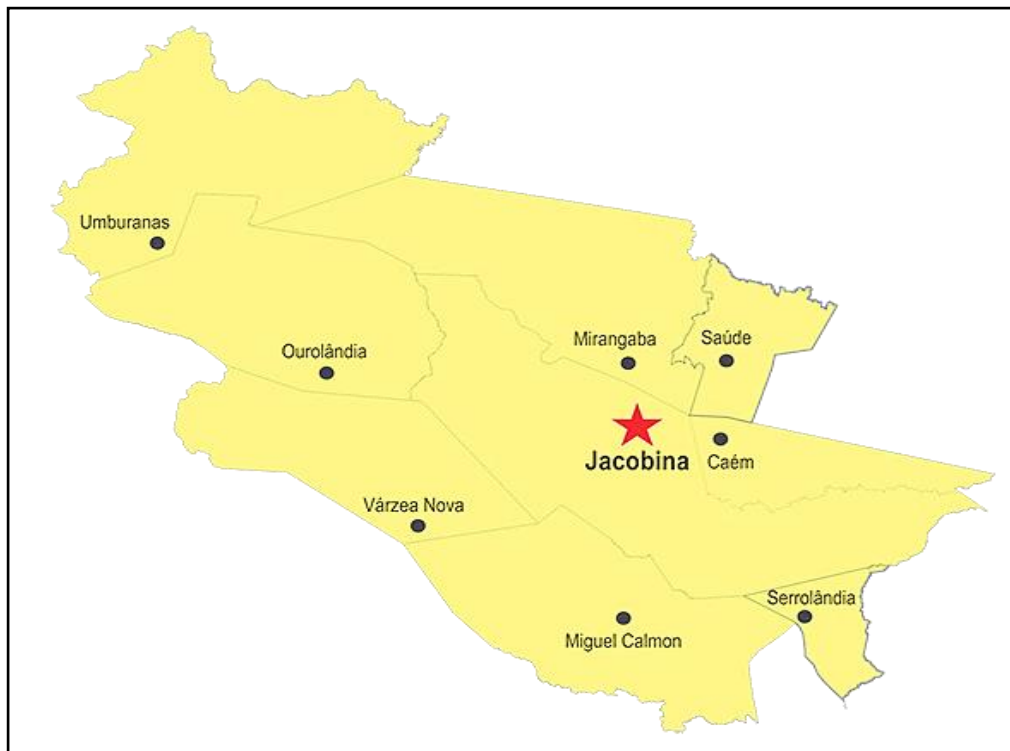 Umburanas
Mirangaba
Saúde
Ourolândia
Jacobina
Caém
Várzea Nova
Serrolândia
Miguel Calmon